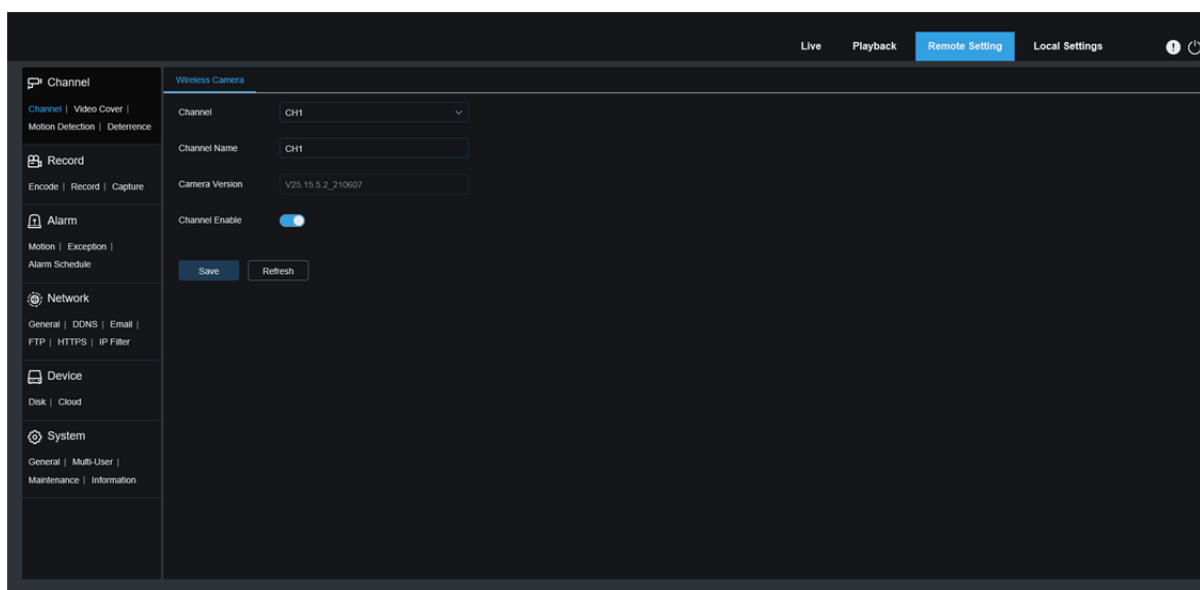 Live Playback Remote Setting Local Settings
Channel
Channel | Video Cover |
Motion Detection | Deterrence
Record
Encode | Record | Capture
Alarm
Motion | Exception |
Alarm Schedule
Network
General | DDNS | Email |
FTP | HTTPS | IP Filter
Device
Disk | Cloud
System
General | Multi-User |
Maintenance | Information
Wireless Camera
Channel CH1
Channel Name CH1
Camera Version V25.15.5.2_210607
Channel Enable
Save Refresh